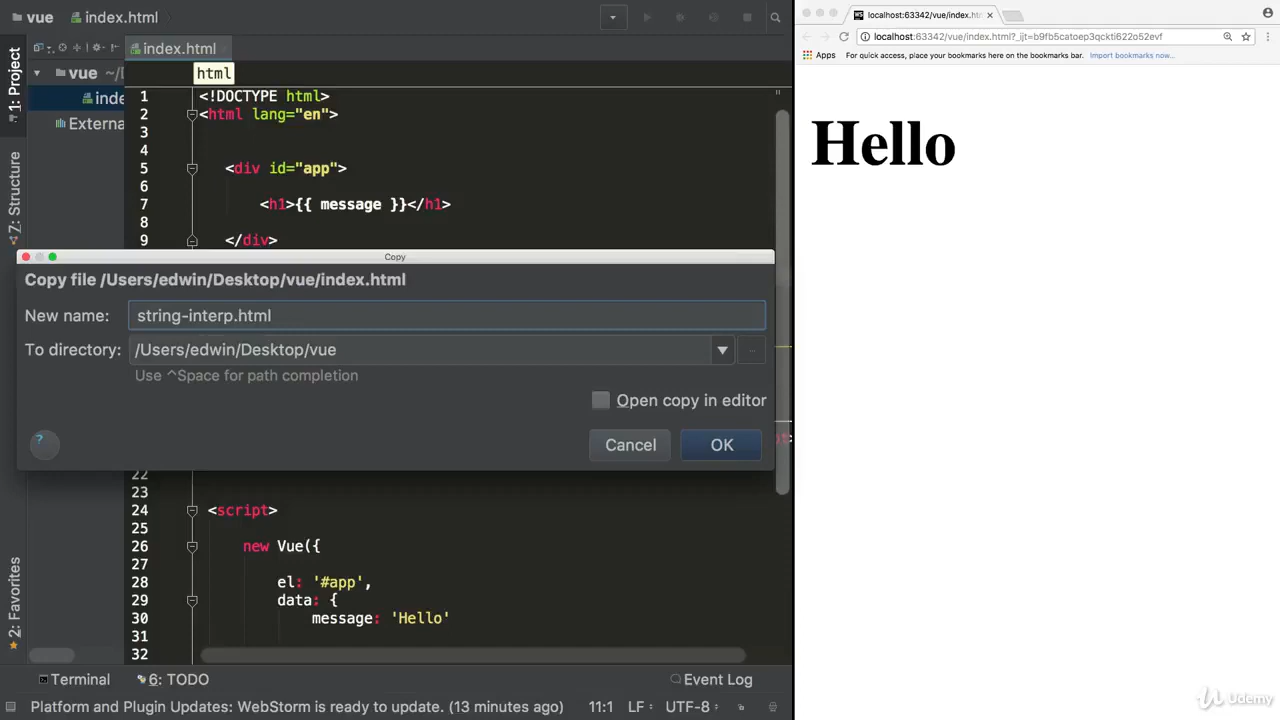 vue
index.html
1: Project
index.html
vue ~/D
inde
Externa
html
1 <!DOCTYPE html>
2 <html lang="en">
3
4
5 <div id="app">
6
7 <h1>{{ message }}</h1>
8
9 </div>
Copy
Copy file /Users/edwin/Desktop/vue/index.html
New name: string-interp.html
To directory: /Users/edwin/Desktop/vue
Use ^Space for path completion
Open copy in editor
? Cancel OK
22
23
24 <script>
25
26 new Vue({
27
28 el: '#app',
29 data: {
30 message: 'Hello'
31
32
7: Structure
2: Favorites
Terminal
6: TODO
Event Log
Platform and Plugin Updates: WebStorm is ready to update. (13 minutes ago)
11:1 LF UTF-8
WS localhost:63342/vue/index.htm
localhost:63342/vue/index.html?_ijt=b9fb5catoep3qckti622o52evf
Apps For quick access, place your bookmarks here on the bookmarks bar. Import bookmarks now...
Hello
Udemy